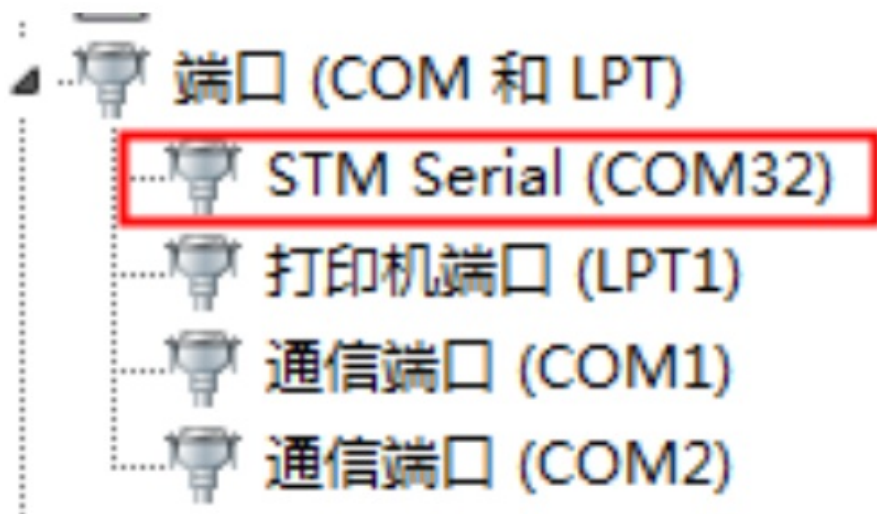 端口 (COM 和 LPT)
STM Serial (COM32)
打印机端口 (LPT1)
通信端口 (COM1)
通信端口 (COM2)